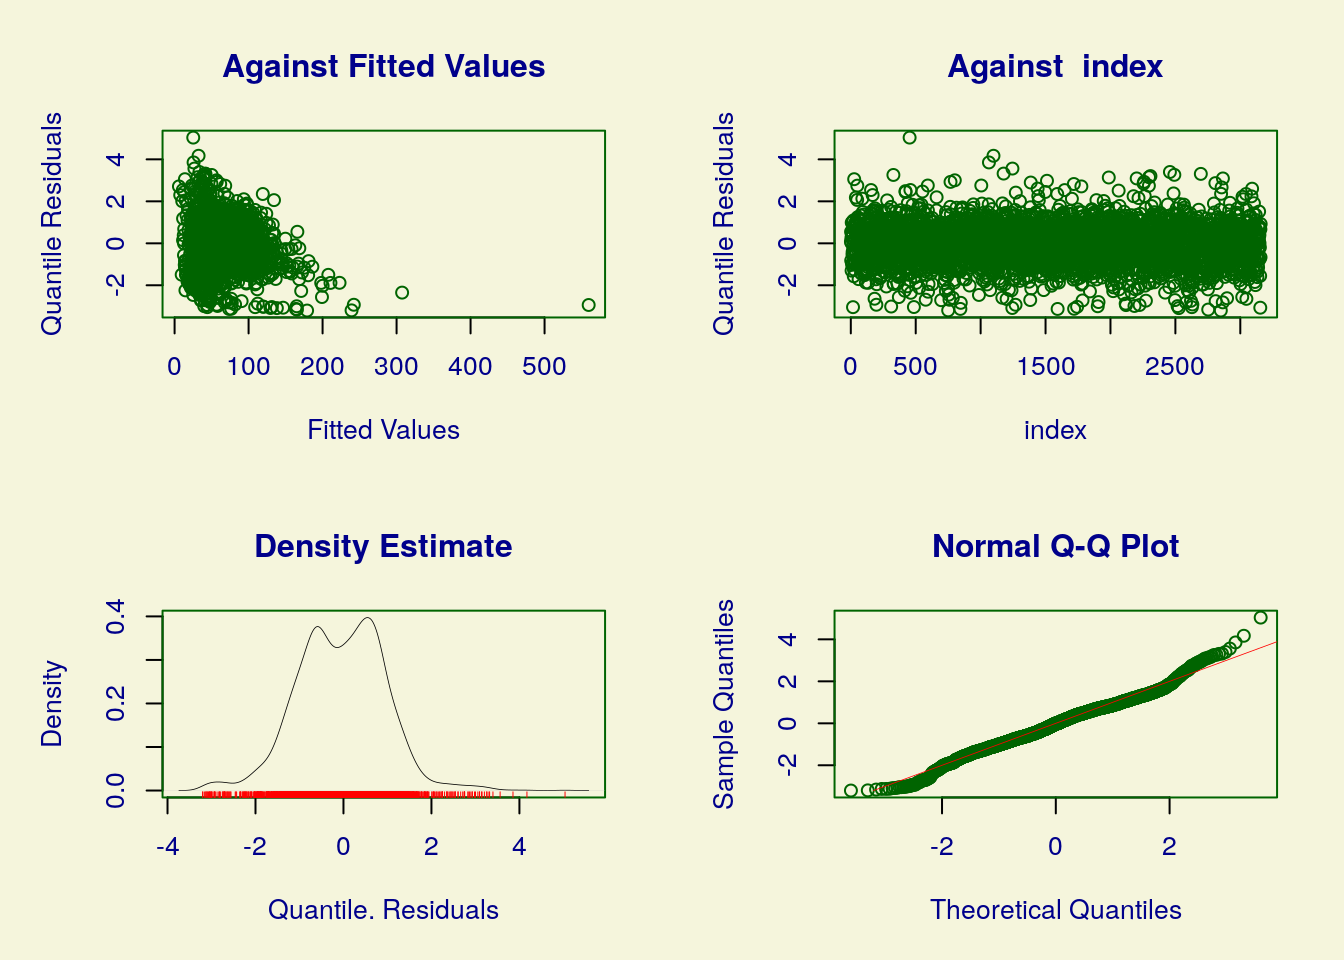 Against Fitted Values
Quantile Residuals
4
2
0
-2
0 100 200 300 400 500
Fitted Values
Against  index
Quantile Residuals
4
2
0
-2
0 500 1500 2500
index
Density Estimate
Density
0.4
0.2
0.0
-4 -2 0 2 4
Quantile. Residuals
Normal Q-Q Plot
Sample Quantiles
4
2
0
-2
-2 0 2
Theoretical Quantiles